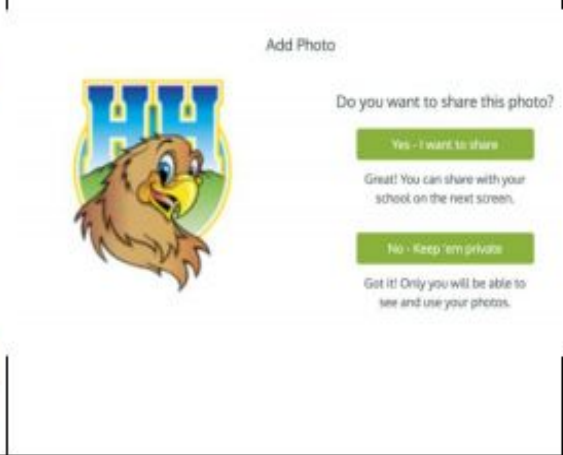 Add Photo
HH
Do you want to share this photo?
Yes - I want to share
Great! You can share with your
school on the next screen.
No - Keep 'em private
Got it! Only you will be able to
see and use your photos.